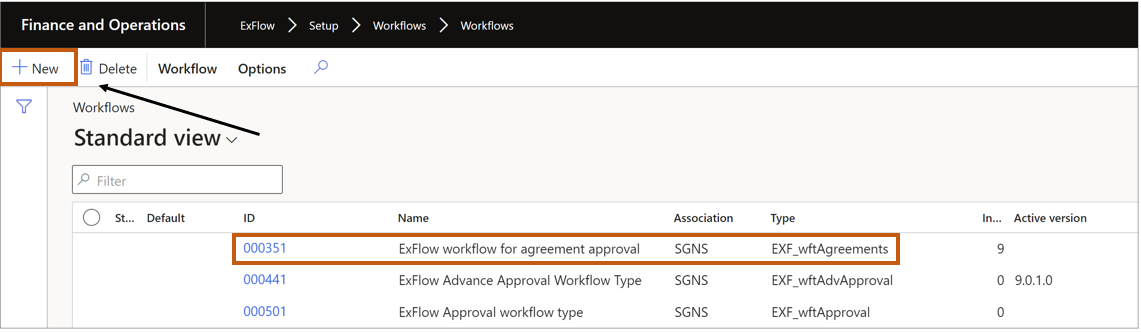 Finance and Operations ExFlow Setup Workflows Workflows
New Delete Workflow Options
Workflows
Standard view
Filter
St... Default ID Name Association Type In... Active version
000351 ExFlow workflow for agreement approval SGNS EXF_wftAgreements 9
000441 ExFlow Advance Approval Workflow Type SGNS EXF_wftAdvApproval 0 9.0.1.0
000501 ExFlow Approval workflow type SGNS EXF_wftApproval 0